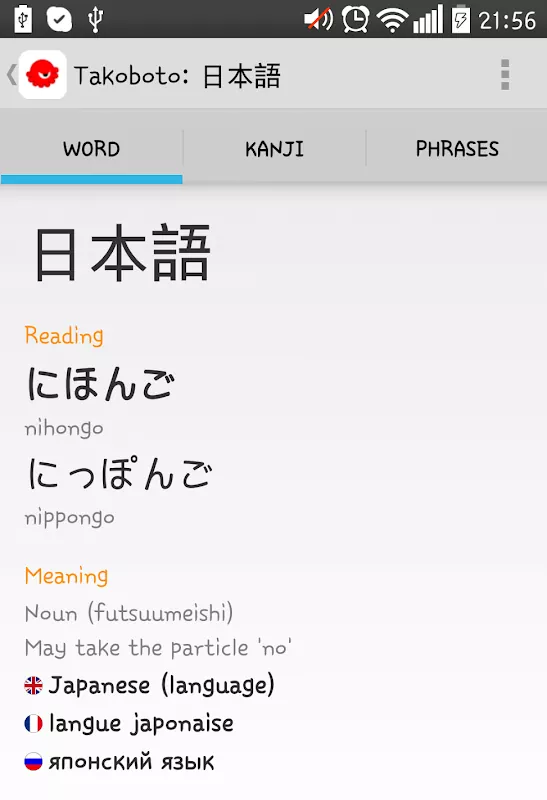 21:56
Takoboto: 日本語
WORD KANJI PHRASES
日本語
Reading
にほんご
nihongo
にっぽんご
nippongo
Meaning
Noun (futsuumeishi)
May take the particle 'no'
Japanese (language)
langue japonaise
японский язык